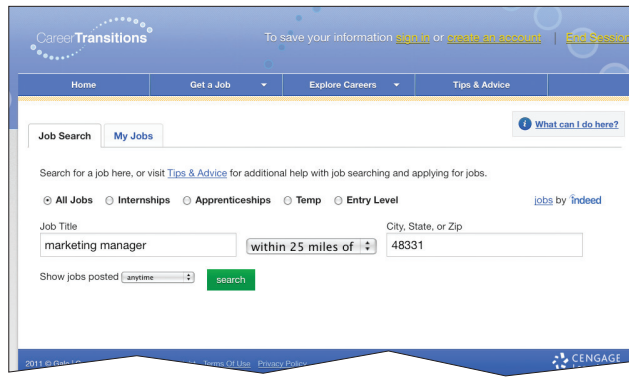 CareerTransitions
To save your information sign in or create an account | End Session
Home Get a Job Explore Careers Tips & Advice
Job Search My Jobs
What can I do here?
Search for a job here, or visit Tips & Advice for additional help with job searching and applying for jobs.
All Jobs Internships Apprenticeships Temp Entry Level
jobs by indeed
Job Title City, State, or Zip
marketing manager within 25 miles of 48331
Show jobs posted anytime search
2011 © Gale Terms Of Use Privacy Policy
CENGAGE